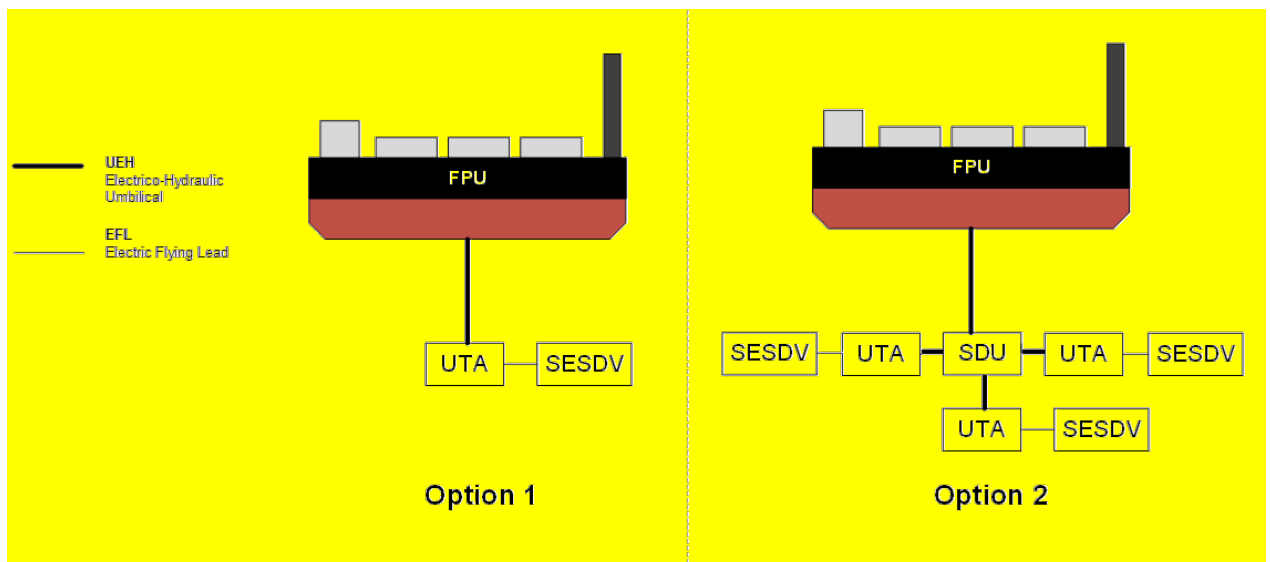 UEH
Electrico-Hydraulic
Umbilical
EFL
Electric Flying Lead
FPU
UTA
SESDV
Option 1
FPU
SESDV
UTA
SDU
UTA
SESDV
UTA
SESDV
Option 2